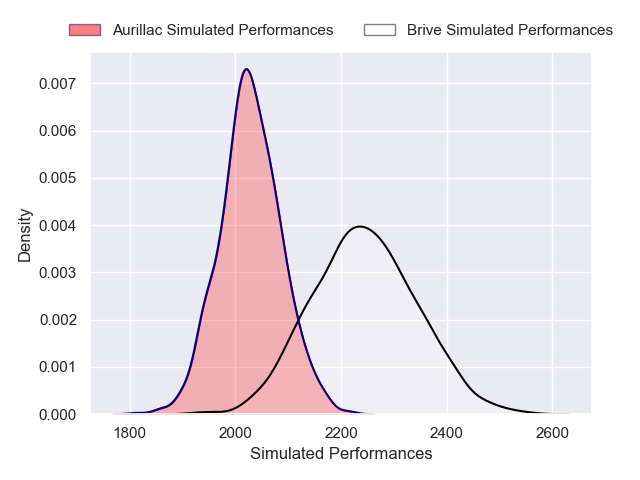 Aurillac Simulated Performances
Brive Simulated Performances
0.007
0.006
0.005
0.004
0.003
0.002
0.001
0.000
Density
1800 2000 2200 2400 2600
Simulated Performances